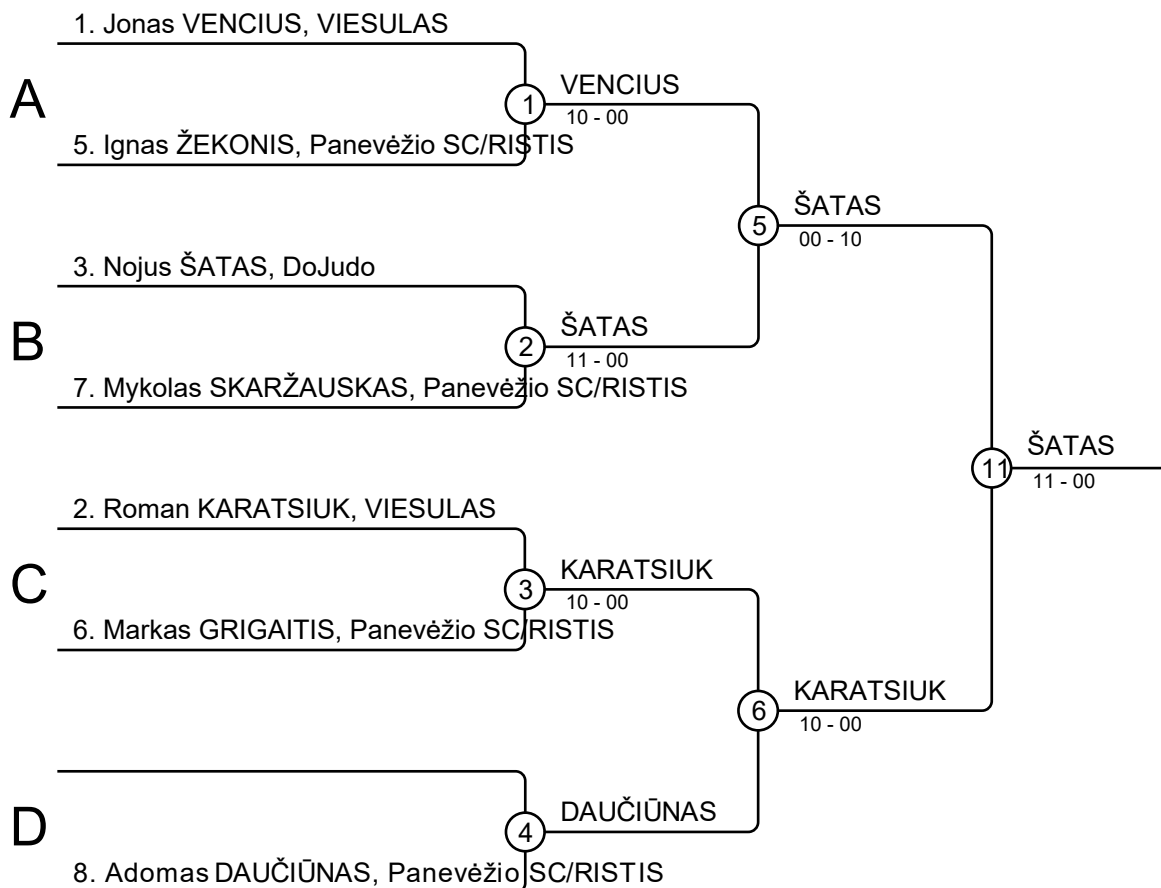 1. Jonas VENCIUS, VIESULAS
A
1
VENCIUS
10 - 00
5. Ignas ŽEKONIS, Panevėžio SC/RISTIS
5
ŠATAS
00 - 10
3. Nojus ŠATAS, DoJudo
B
2
ŠATAS
11 - 00
7. Mykolas SKARŽAUSKAS, Panevėžio SC/RISTIS
11
ŠATAS
11 - 00
2. Roman KARATSIUK, VIESULAS
C
3
KARATSIUK
10 - 00
6. Markas GRIGAITIS, Panevėžio SC/RISTIS
6
KARATSIUK
10 - 00
D
4
DAUČIŪNAS
8. Adomas DAUČIŪNAS, Panevėžio SC/RISTIS